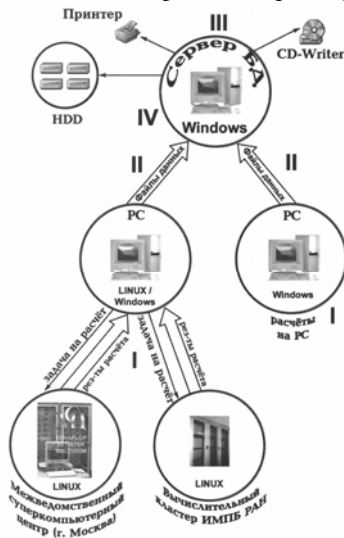 Принтер
III
CD-Writer
Сервер БД
HDD
IV
Windows
II
II
Файлы данных
Файлы данных
PC
PC
LINUX /
Windows
Windows
I
расчёты
на PC
задача на расчёт
рез-ты расчёта
I
задача на расчёт
рез-ты расчёта
LINUX
LINUX
Межведомственный
суперкомпьютерный
центр (г. Москва)
Вычислительный
кластер ИМПБ РАН